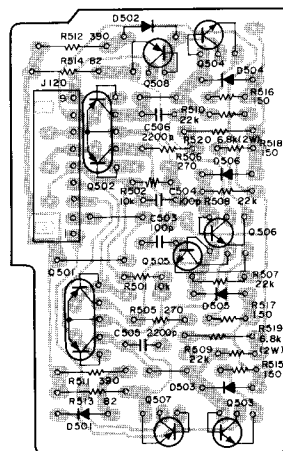 D502
R512 390
R514 82
Q504
J120
Q508
D504
9
R516
150
R510
22k
C506
2200p
R520
6.8k(2W)
R518
150
R506
270
Q506
Q502
R502
10k
C504
100p
R508
22k
C503
100p
Q506
Q501
Q505
R507
22k
R501 10k
D505
R505 270
R517
150
C505 2200p
R519
6.8k
(2W)
R509
22k
R515
150
R511 390
D503
R513 82
D501
Q507
Q503